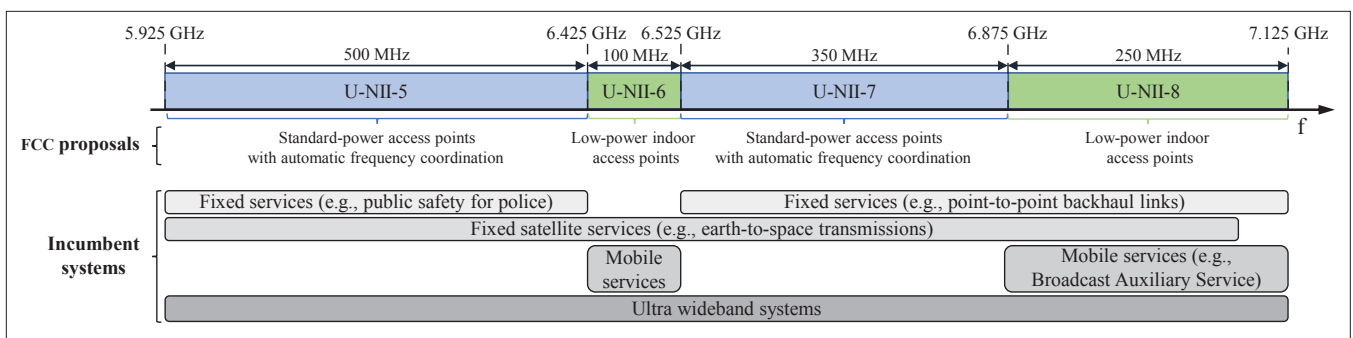 5.925 GHz 6.425 GHz 6.525 GHz 6.875 GHz 7.125 GHz
500 MHz 100 MHz 350 MHz 250 MHz
U-NII-5 U-NII-6 U-NII-7 U-NII-8
f
FCC proposals
Standard-power access points
with automatic frequency coordination
Low-power indoor
access points
Standard-power access points
with automatic frequency coordination
Low-power indoor
access points
Incumbent
systems
Fixed services (e.g., public safety for police)
Fixed services (e.g., point-to-point backhaul links)
Fixed satellite services (e.g., earth-to-space transmissions)
Mobile
services
Mobile services (e.g.,
Broadcast Auxiliary Service)
Ultra wideband systems